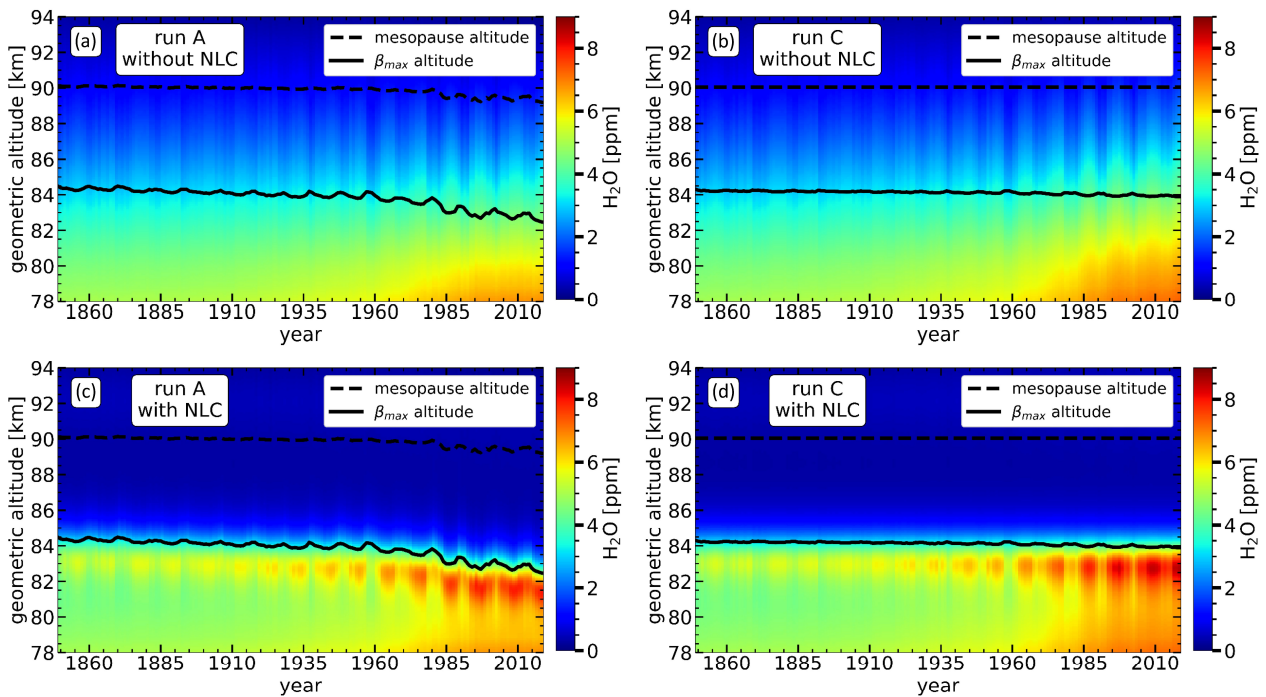 (a)
run A
without NLC
mesopause altitude
βmax altitude
geometric altitude [km]
94
92
90
88
86
84
82
80
78
1860
1885
1910
1935
1960
1985
2010
year
8
6
4
2
0
H2O [ppm]
(b)
run C
without NLC
mesopause altitude
βmax altitude
geometric altitude [km]
94
92
90
88
86
84
82
80
78
1860
1885
1910
1935
1960
1985
2010
year
8
6
4
2
0
H2O [ppm]
(c)
run A
with NLC
mesopause altitude
βmax altitude
geometric altitude [km]
94
92
90
88
86
84
82
80
78
1860
1885
1910
1935
1960
1985
2010
year
8
6
4
2
0
H2O [ppm]
(d)
run C
with NLC
mesopause altitude
βmax altitude
geometric altitude [km]
94
92
90
88
86
84
82
80
78
1860
1885
1910
1935
1960
1985
2010
year
8
6
4
2
0
H2O [ppm]